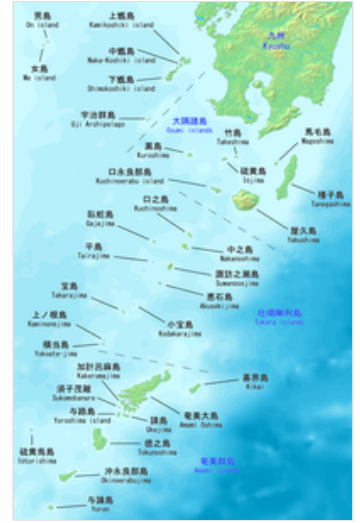 男島
On island
上甑島
Kamikoshiki island
九州
Kyushu
中甑島
Naka-Koshiki island
女島
Me island
下甑島
Shimokoshiki island
宇治群島
Uji Archipelago
大隅諸島
Osumi islands
竹島
Takeshima
馬毛島
Mageshima
黒島
Kuroshima
硫黄島
Iojima
口永良部島
Kuchinoerabu island
種子島
Tanegashima
口之島
Kuchinoshima
臥蛇島
Gajajima
屋久島
Yakushima
中之島
Nakanoshima
平島
Tairajima
諏訪之瀬島
Suwanosejima
悪石島
Akusekijima
宝島
Takarajima
吐噶喇列島
Tokara islands
上ノ根島
Kaminonejima
小宝島
Kodakarajima
横当島
Yokoate-jima
加計呂麻島
Kakeromajima
喜界島
Kikai
須子茂離
Sukomobanare
奄美大島
Amami Oshima
与路島
Yoroshima island
請島
Ukejima
硫黄鳥島
Iotorishima
徳之島
Tokunoshima
奄美群島
Amami islands
沖永良部島
Okinoerabujima
与論島
Yoron